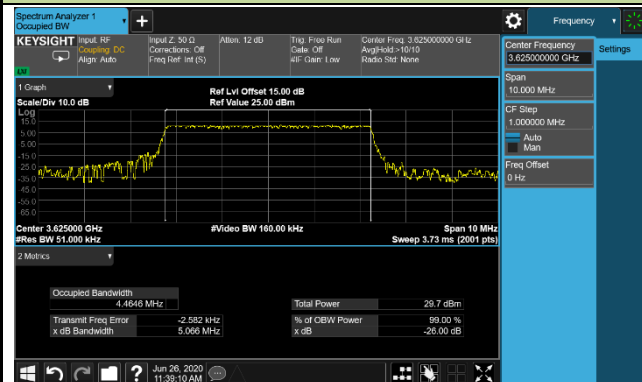 Spectrum Analyzer 1
Occupied BW
Frequency
KEYSIGHT
Input: RF
Coupling: DC
Align: Auto
Input Z: 50 Ω
Corrections: Off
Freq Ref: Int (S)
Atten: 12 dB
Trig: Free Run
Gate: Off
#IF Gain: Low
Center Freq: 3.625000000 GHz
Avg|Hold:>10/10
Radio Std: None
Center Frequency
3.625000000 GHz
Settings
Span
10.000 MHz
CF Step
1.000000 MHz
Auto
Man
Freq Offset
0 Hz
1 Graph
Scale/Div 10.0 dB
Ref Lvl Offset 15.00 dB
Ref Value 25.00 dBm
Log
15.0
5.00
-5.00
-15.0
-25.0
-35.0
-45.0
-55.0
-65.0
Center 3.625000 GHz
#Res BW 51.000 kHz
#Video BW 160.00 kHz
Span 10 MHz
Sweep 3.73 ms (2001 pts)
2 Metrics
Occupied Bandwidth
4.4646 MHz
Total Power 29.7 dBm
Transmit Freq Error -2.582 kHz
% of OBW Power 99.00 %
x dB Bandwidth 5.066 MHz
x dB -26.00 dB
Jun 26, 2020
11:39:10 AM